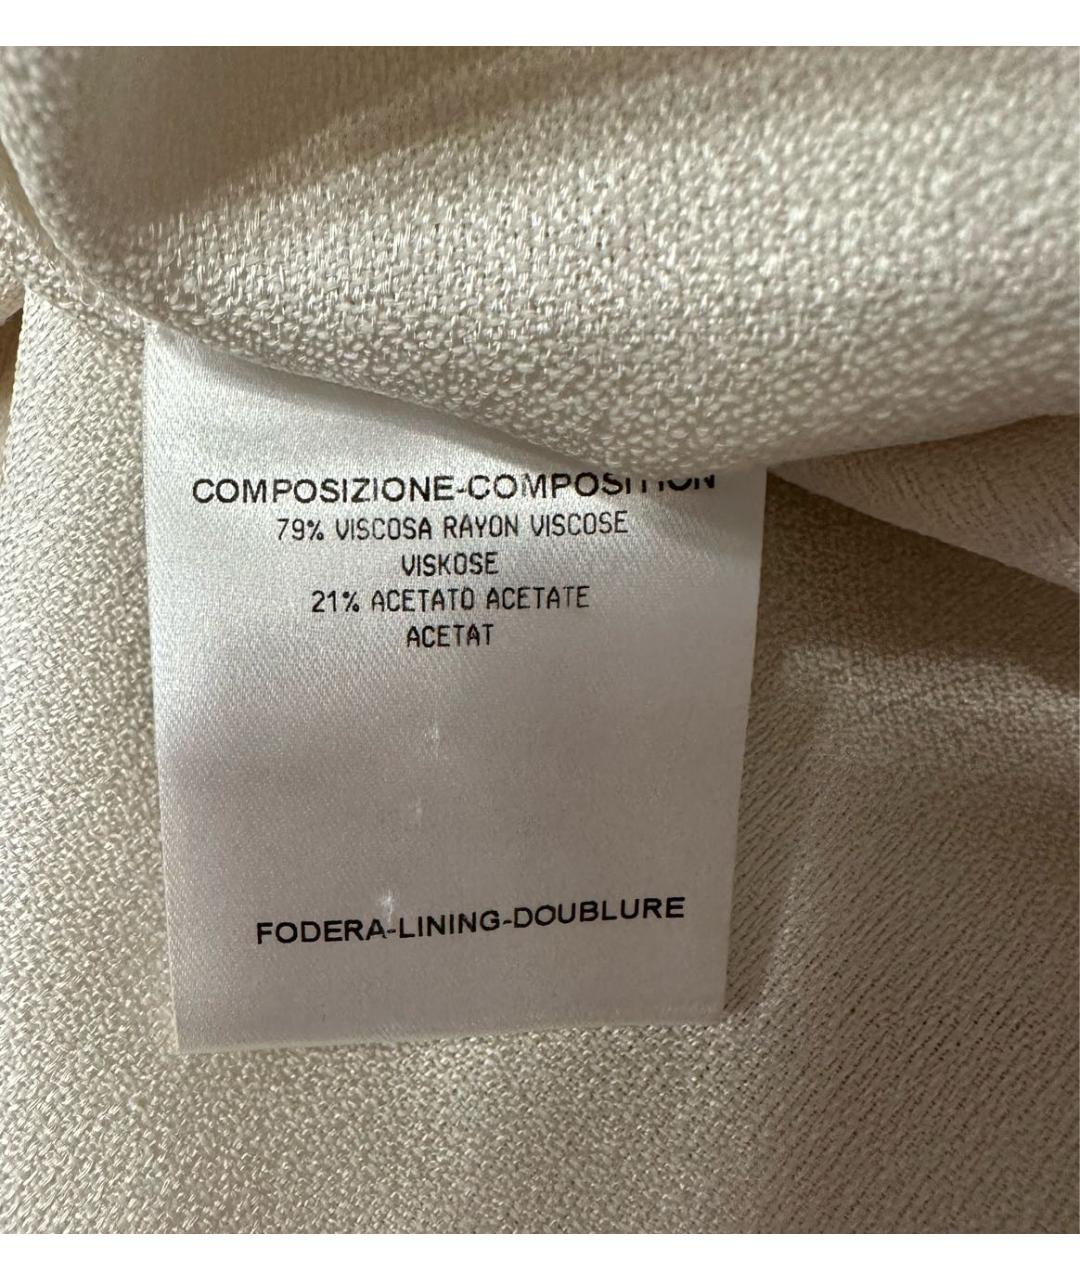 COMPOSIZIONE-COMPOSITION
79% VISCOSA RAYON VISCOSE
VISKOSE
21% ACETATO ACETATE
ACETAT
FODERA-LINING-DOUBLURE